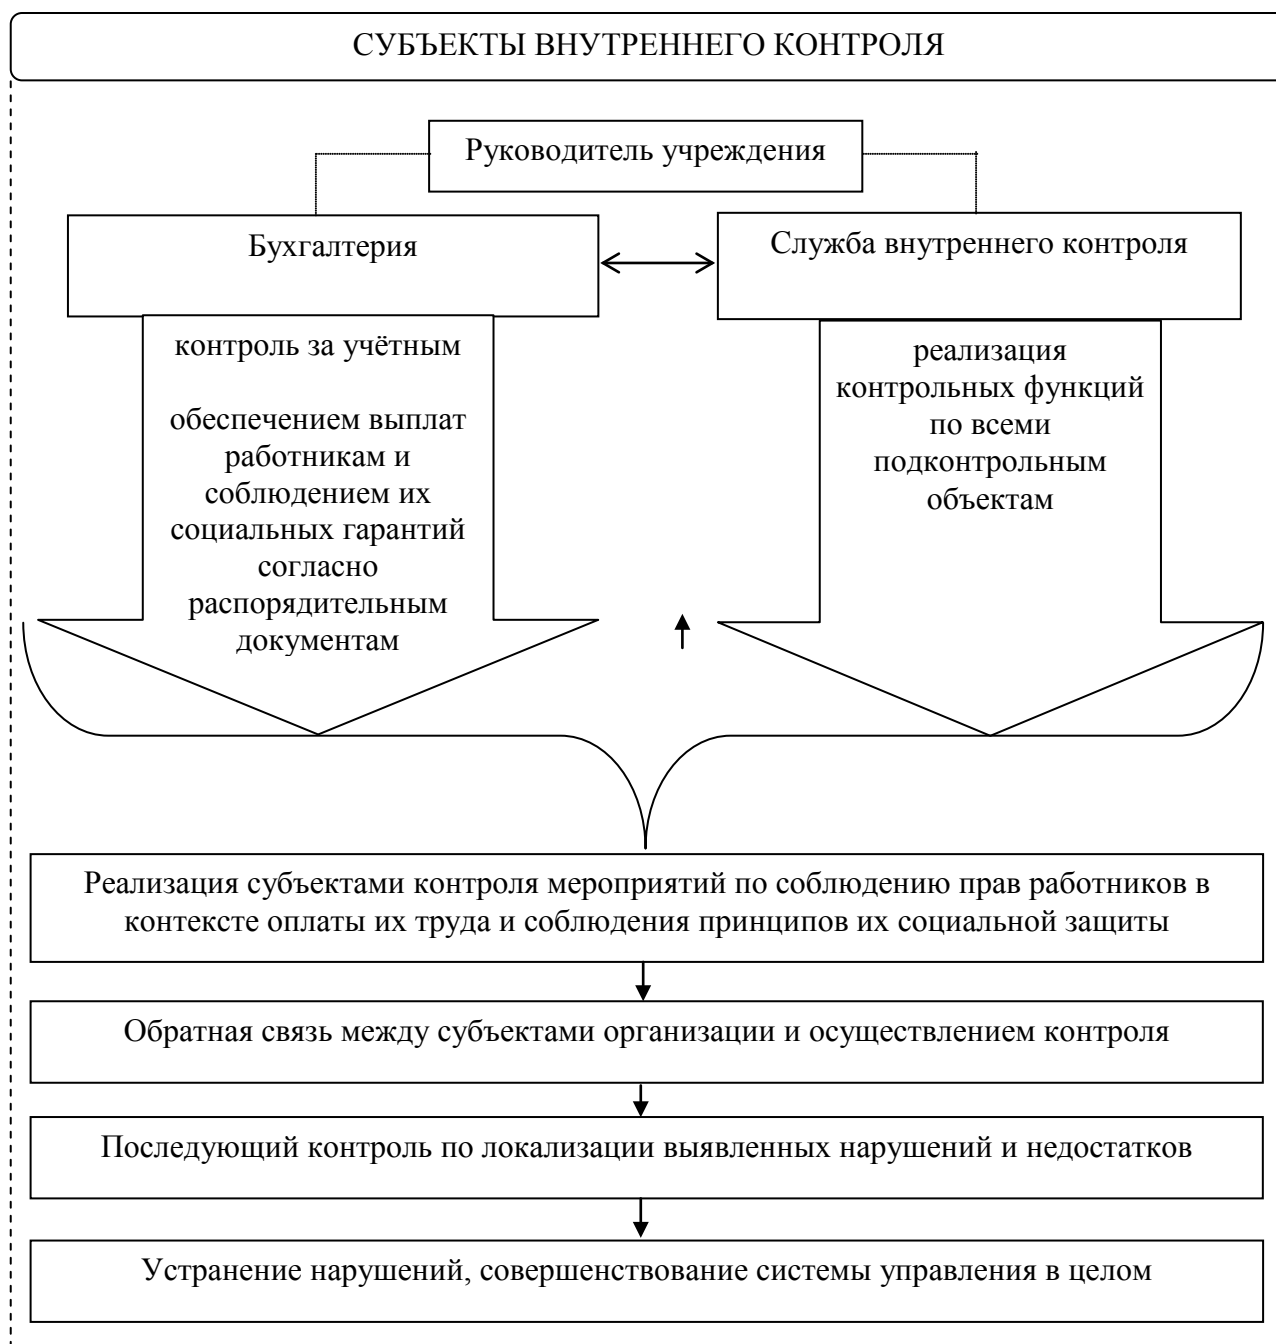 СУБЪЕКТЫ ВНУТРЕННЕГО КОНТРОЛЯ
Руководитель учреждения
Бухгалтерия
Служба внутреннего контроля
контроль за учётным
обеспечением выплат
работникам и
соблюдением их
социальных гарантий
согласно
распорядительным
документам
реализация
контрольных функций
по всеми
подконтрольным
объектам
Реализация субъектами контроля мероприятий по соблюдению прав работников в
контексте оплаты их труда и соблюдения принципов их социальной защиты
Обратная связь между субъектами организации и осуществлением контроля
Последующий контроль по локализации выявленных нарушений и недостатков
Устранение нарушений, совершенствование системы управления в целом